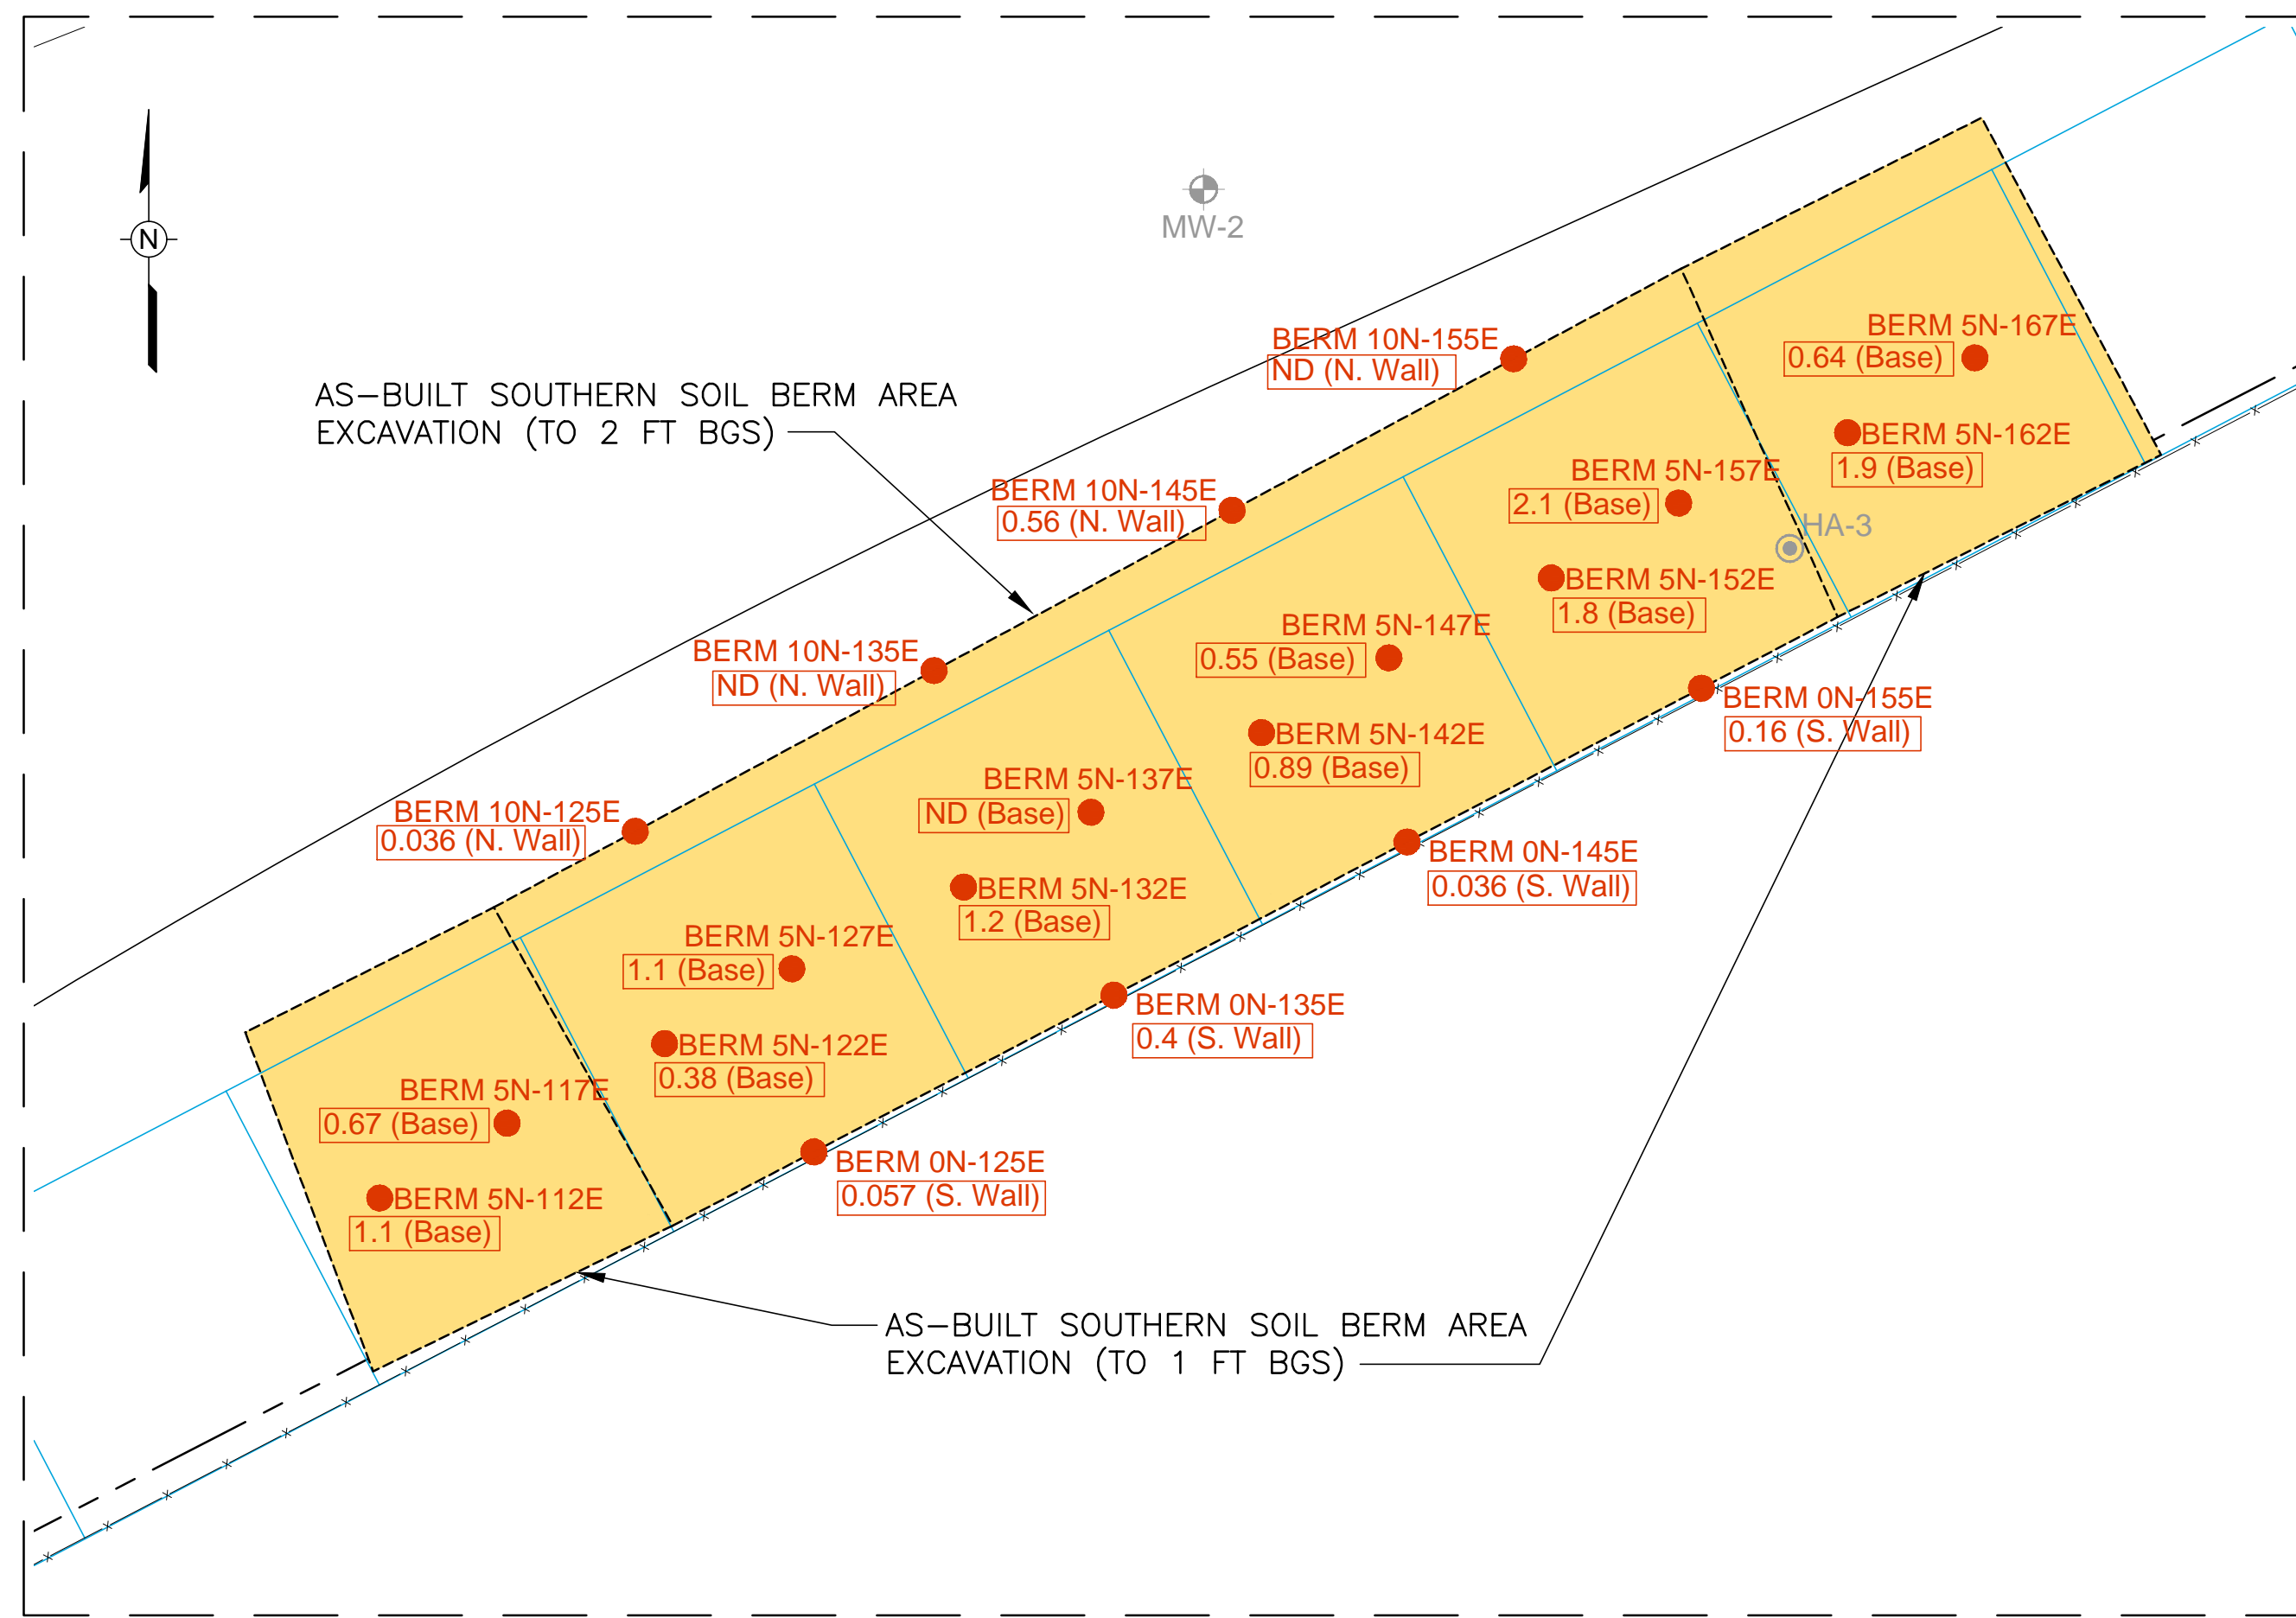 N
MW-2
AS-BUILT SOUTHERN SOIL BERM AREA
EXCAVATION (TO 2 FT BGS)
BERM 10N-155E
ND (N. Wall)
BERM 5N-167E
0.64 (Base)
BERM 5N-162E
1.9 (Base)
BERM 10N-145E
0.56 (N. Wall)
BERM 5N-157E
2.1 (Base)
HA-3
BERM 5N-152E
1.8 (Base)
BERM 10N-135E
ND (N. Wall)
BERM 5N-147E
0.55 (Base)
BERM 0N-155E
0.16 (S. Wall)
BERM 5N-142E
0.89 (Base)
BERM 10N-125E
0.036 (N. Wall)
BERM 5N-137E
ND (Base)
BERM 0N-145E
0.036 (S. Wall)
BERM 5N-132E
1.2 (Base)
BERM 5N-127E
1.1 (Base)
BERM 0N-135E
0.4 (S. Wall)
BERM 5N-122E
0.38 (Base)
BERM 5N-117E
0.67 (Base)
BERM 0N-125E
0.057 (S. Wall)
BERM 5N-112E
1.1 (Base)
AS-BUILT SOUTHERN SOIL BERM AREA
EXCAVATION (TO 1 FT BGS)